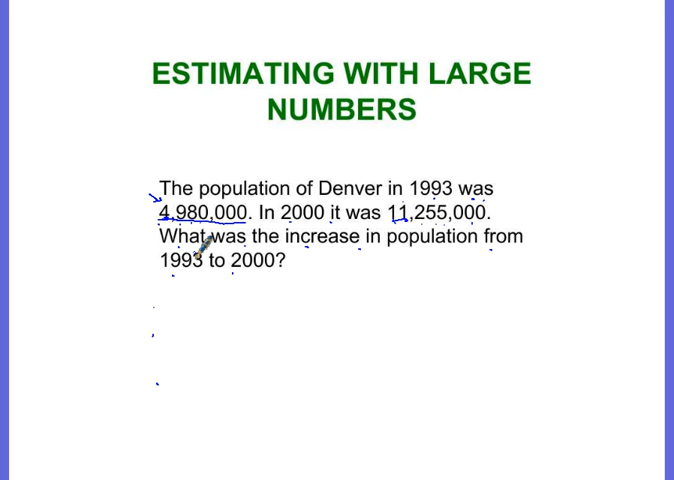 ESTIMATING WITH LARGE
NUMBERS
The population of Denver in 1993 was
4,980,000. In 2000 it was 11,255,000.
What was the increase in population from
1993 to 2000?